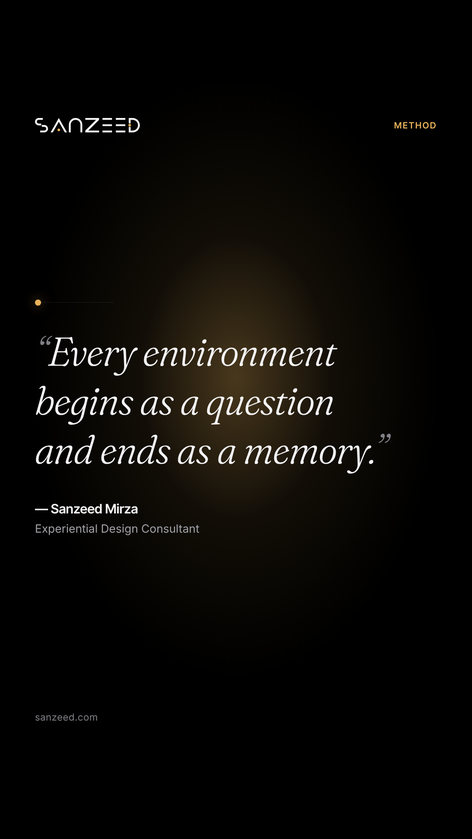 SANZEED
METHOD
“Every environment
begins as a question
and ends as a memory.”
— Sanzeed Mirza
Experiential Design Consultant
sanzeed.com